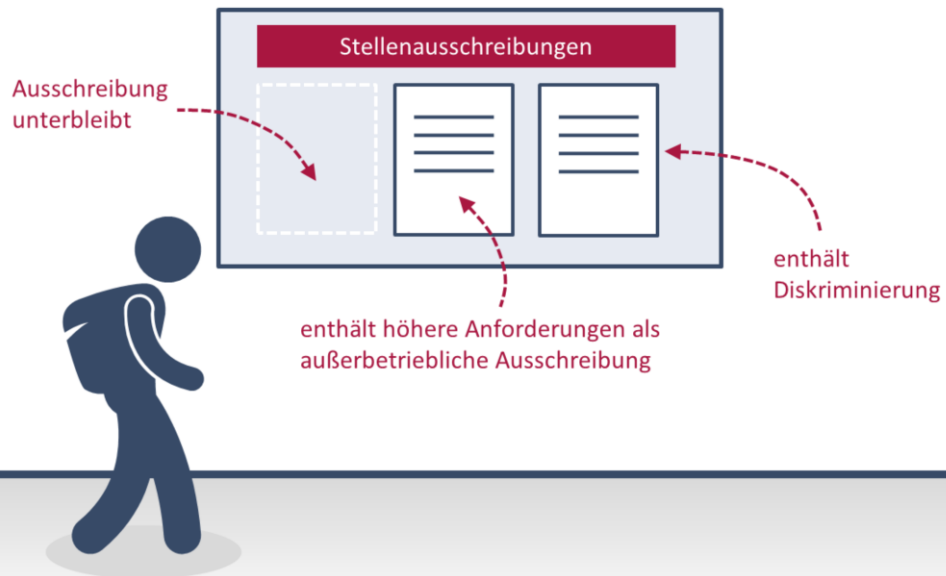 Stellenausschreibungen
Ausschreibung
unterbleibt
enthält
Diskriminierung
enthält höhere Anforderungen als
außerbetriebliche Ausschreibung